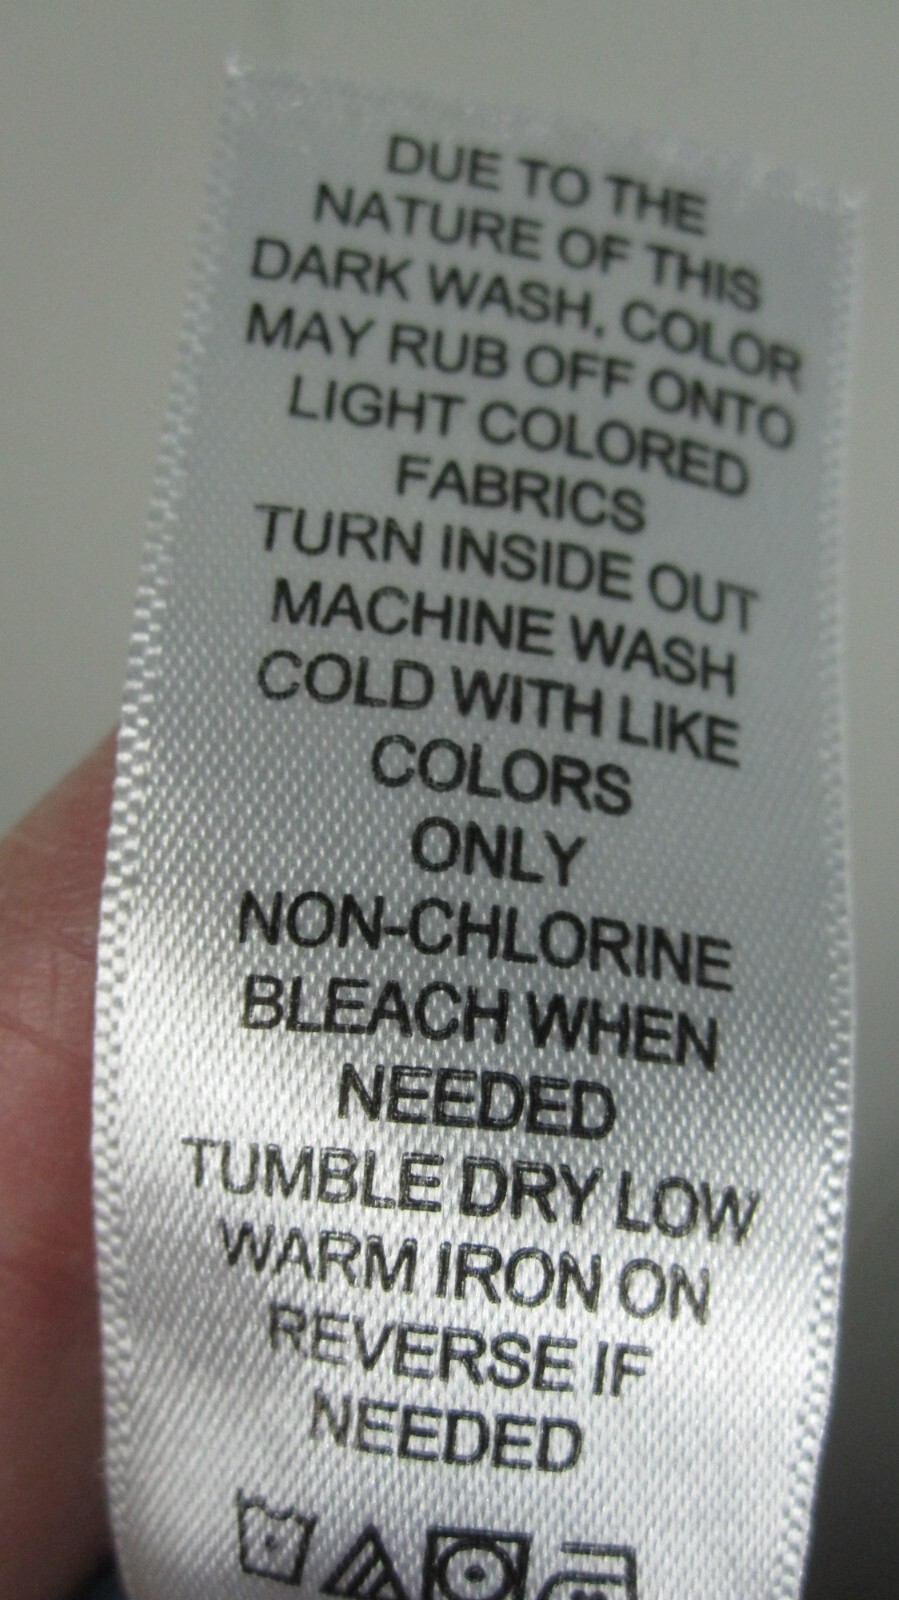 DUE TO THE
NATURE OF THIS
DARK WASH, COLOR
MAY RUB OFF ONTO
LIGHT COLORED
FABRICS
TURN INSIDE OUT
MACHINE WASH
COLD WITH LIKE
COLORS
ONLY
NON-CHLORINE
BLEACH WHEN
NEEDED
TUMBLE DRY LOW
WARM IRON ON
REVERSE IF
NEEDED